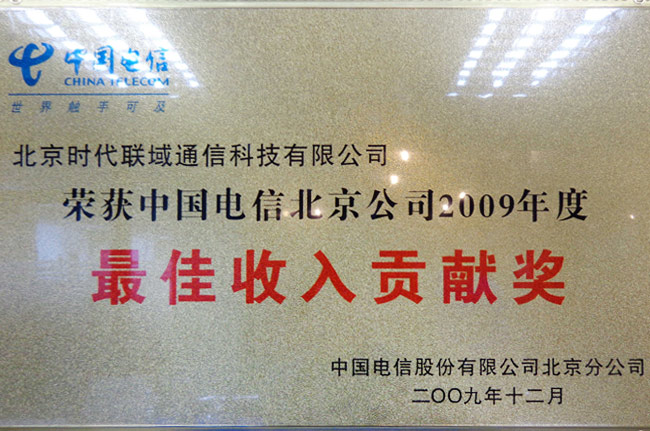 中国电信
CHINA TELECOM
世界触手可及
北京时代联域通信科技有限公司
荣获中国电信北京公司2009年度
最佳收入贡献奖
中国电信股份有限公司北京分公司
二〇〇九年十二月